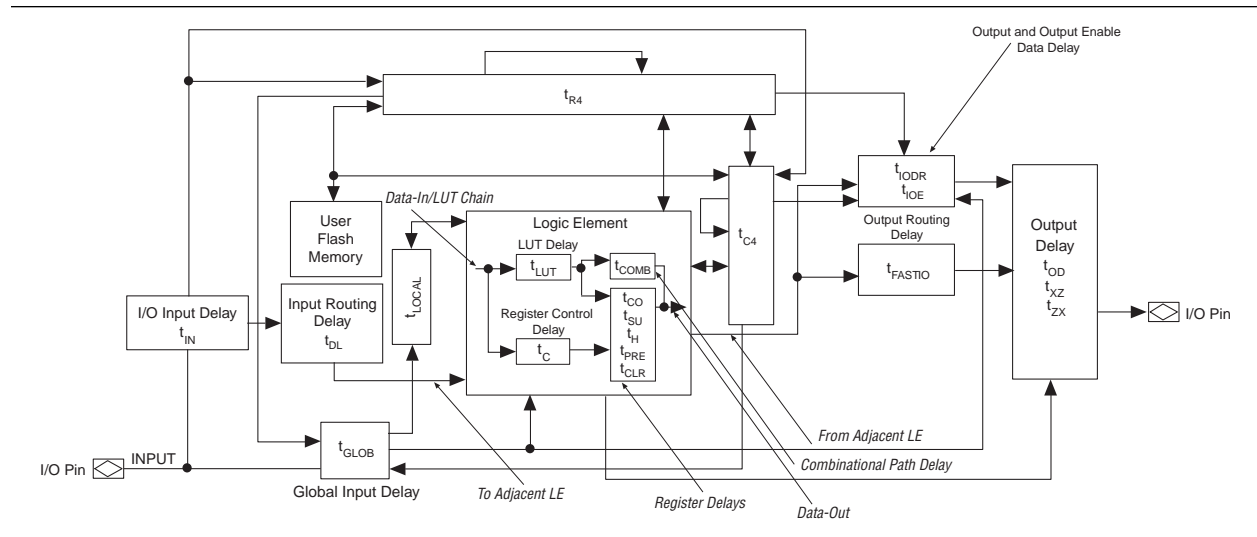 Output and Output Enable
Data Delay
tR4
tIODR
tIOE
Data-In/LUT Chain
User
Flash
Memory
Logic Element
LUT Delay
tLUT
tCOMB
tC4
Output Routing
Delay
tFASTIO
Output
Delay
tOD
tXZ
tZX
I/O Pin
I/O Input Delay
tIN
Input Routing
Delay
tDL
tLOCAL
Register Control
Delay
tC
tCO
tSU
tH
tPRE
tCLR
From Adjacent LE
I/O Pin
INPUT
tGLOB
Global Input Delay
To Adjacent LE
Register Delays
Combinational Path Delay
Data-Out